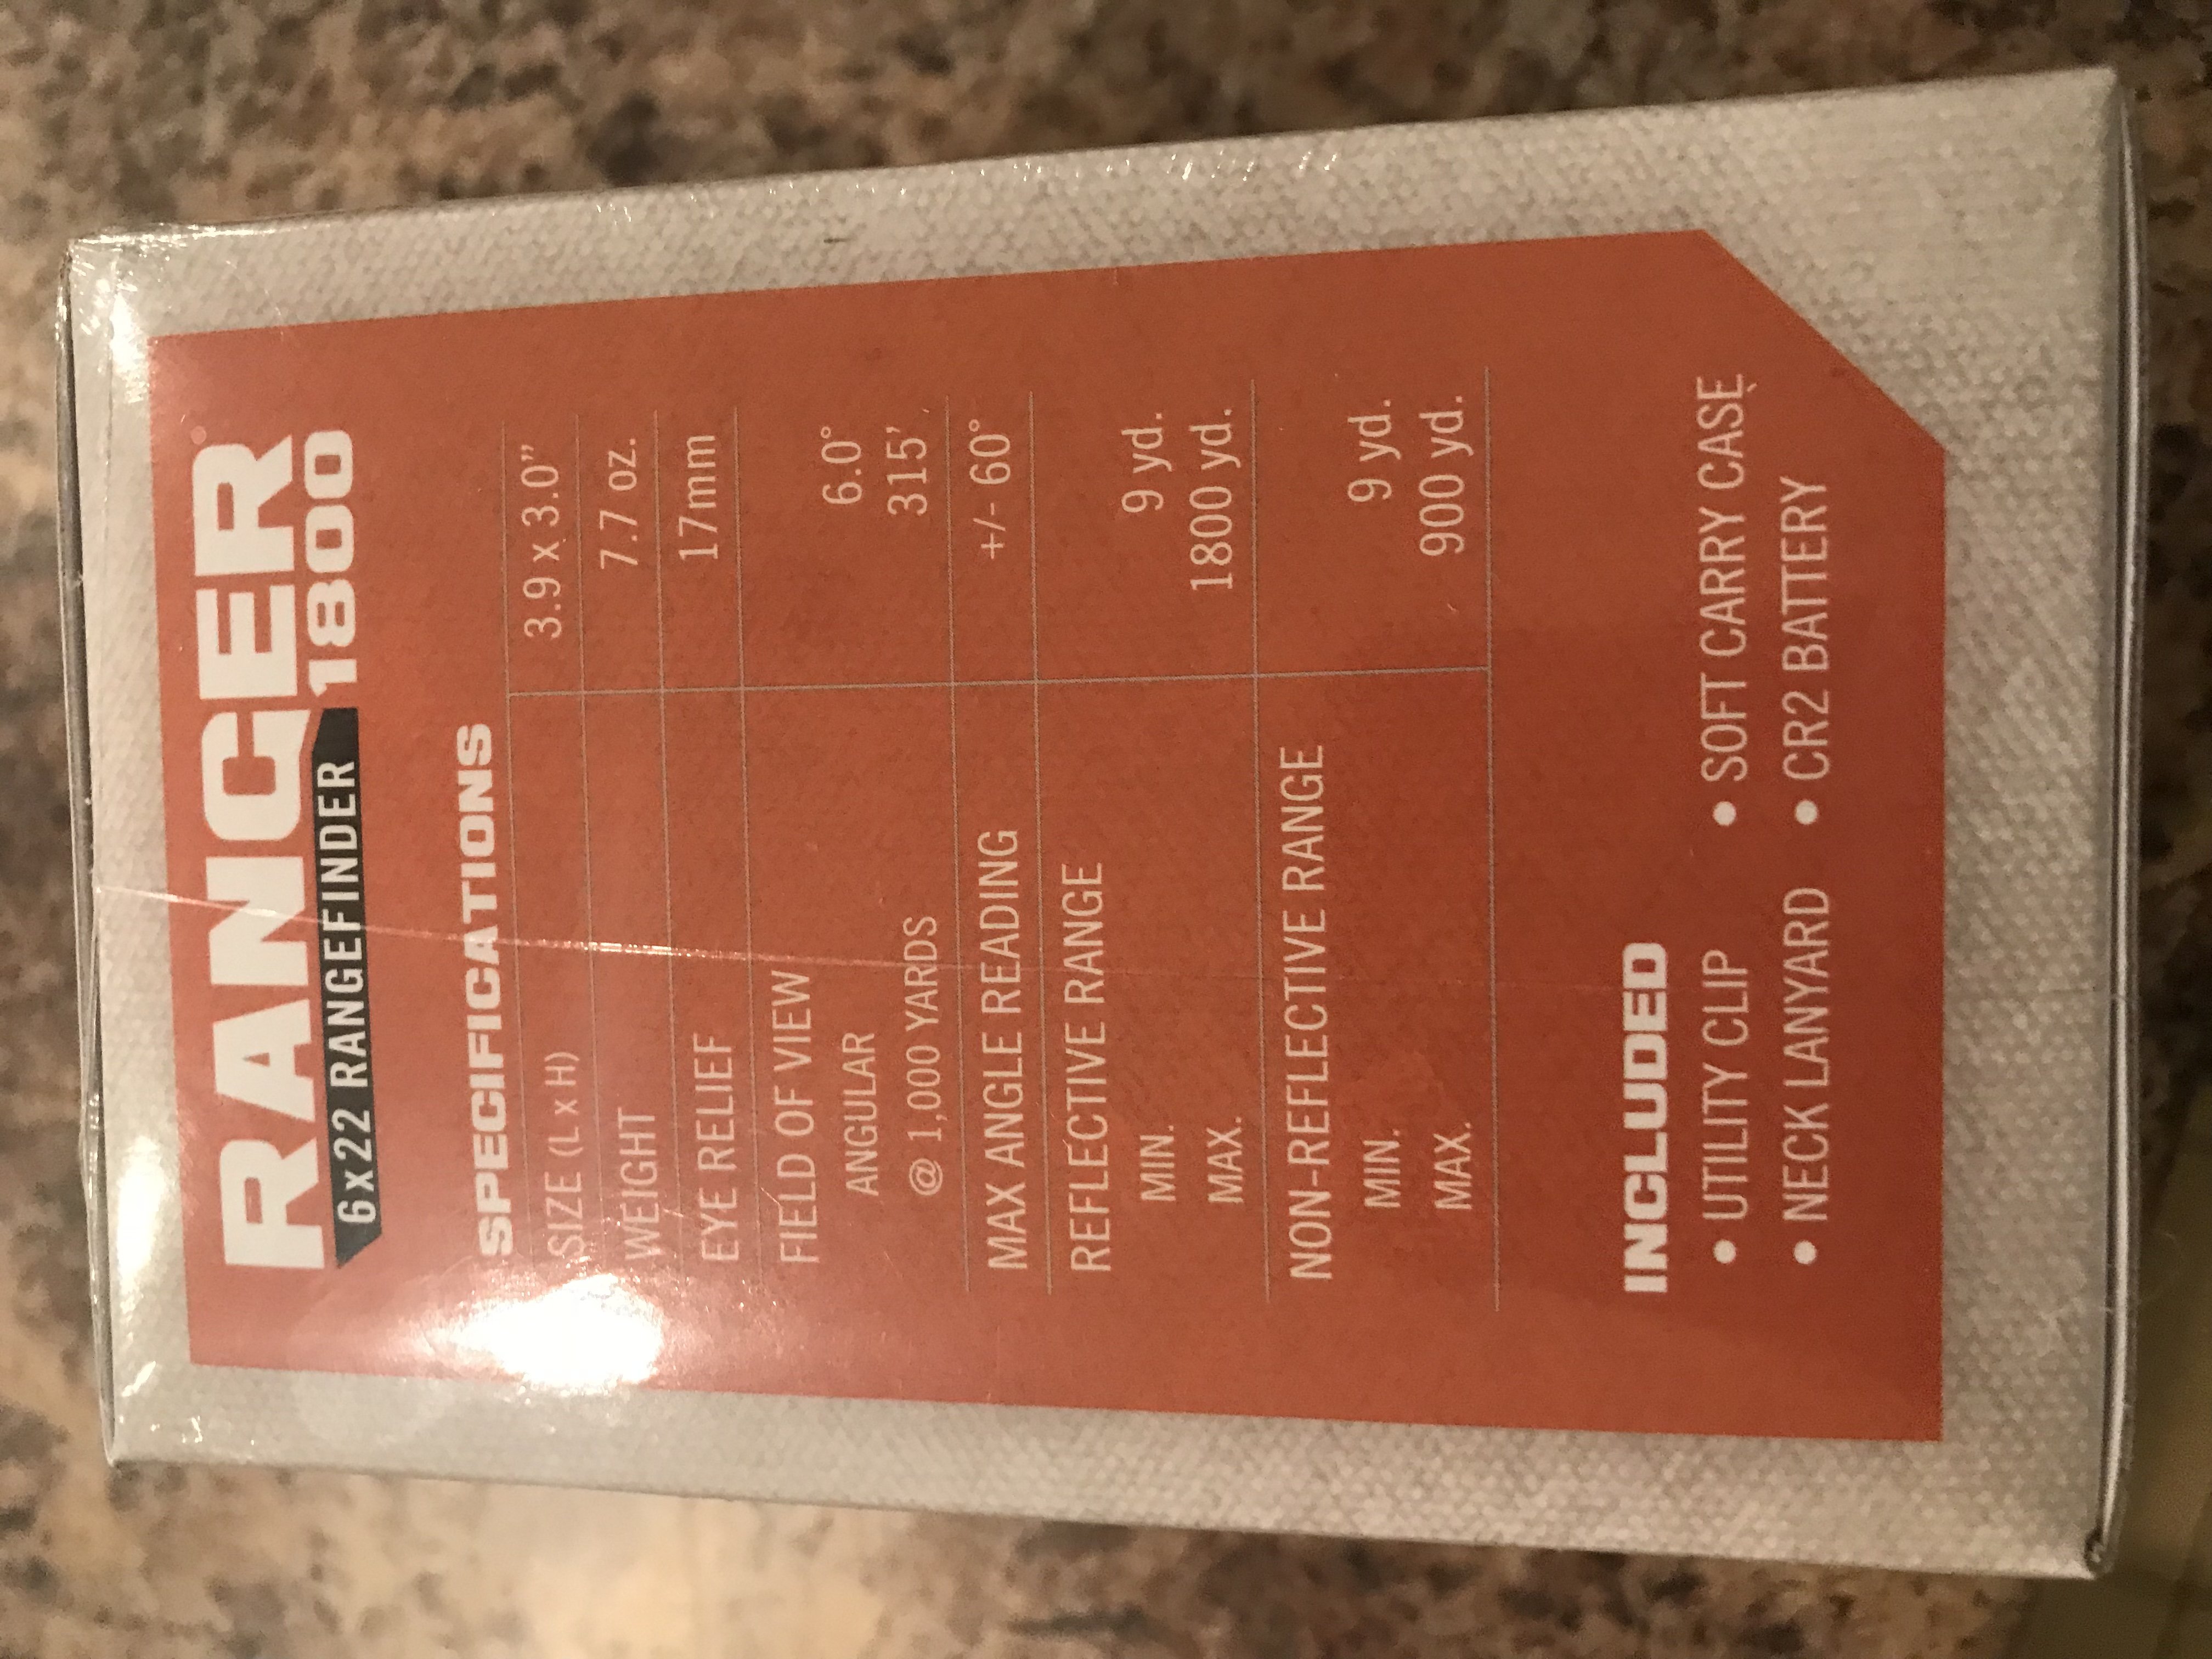 RANGER
6x22 RANGEFINDER 1800
SPECIFICATIONS
SIZE (L x H) 3.9 x 3.0”
WEIGHT 7.7 oz.
EYE RELIEF 17mm
FIELD OF VIEW
ANGULAR 6.0°
@ 1,000 YARDS 315’
MAX ANGLE READING +/- 60°
REFLECTIVE RANGE
MIN. 9 yd.
MAX. 1800 yd.
NON-REFLECTIVE RANGE
MIN. 9 yd.
MAX. 900 yd.
INCLUDED
• UTILITY CLIP • SOFT CARRY CASE
• NECK LANYARD • CR2 BATTERY